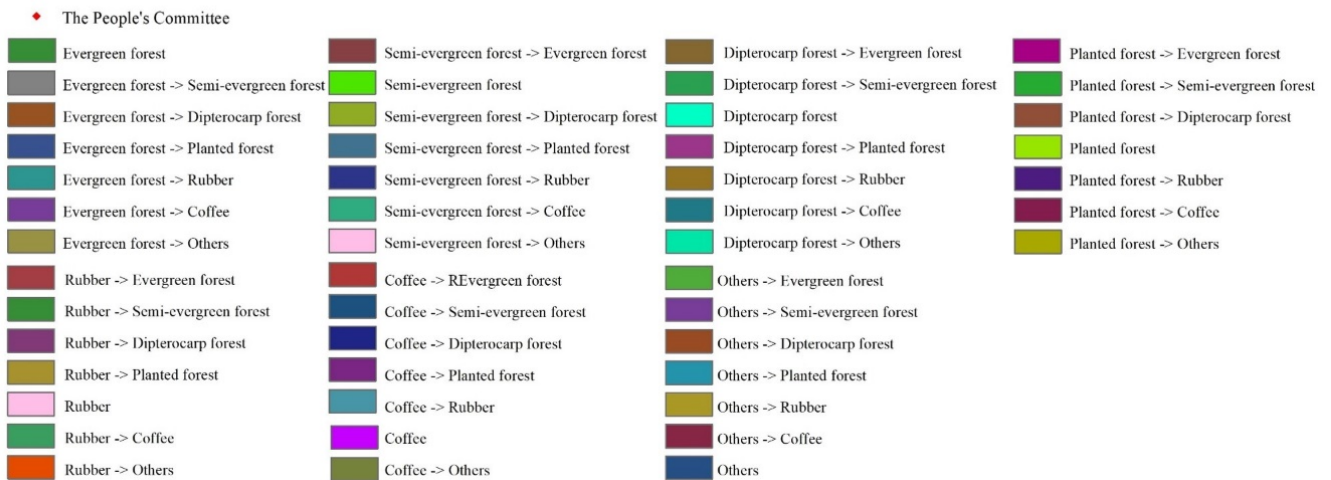 The People's Committee
Evergreen forest
Evergreen forest -> Semi-evergreen forest
Evergreen forest -> Dipterocarp forest
Evergreen forest -> Planted forest
Evergreen forest -> Rubber
Evergreen forest -> Coffee
Evergreen forest -> Others
Semi-evergreen forest -> Evergreen forest
Semi-evergreen forest
Semi-evergreen forest -> Dipterocarp forest
Semi-evergreen forest -> Planted forest
Semi-evergreen forest -> Rubber
Semi-evergreen forest -> Coffee
Semi-evergreen forest -> Others
Dipterocarp forest -> Evergreen forest
Dipterocarp forest -> Semi-evergreen forest
Dipterocarp forest
Dipterocarp forest -> Planted forest
Dipterocarp forest -> Rubber
Dipterocarp forest -> Coffee
Dipterocarp forest -> Others
Planted forest -> Evergreen forest
Planted forest -> Semi-evergreen forest
Planted forest -> Dipterocarp forest
Planted forest
Planted forest -> Rubber
Planted forest -> Coffee
Planted forest -> Others
Rubber -> Evergreen forest
Rubber -> Semi-evergreen forest
Rubber -> Dipterocarp forest
Rubber -> Planted forest
Rubber
Rubber -> Coffee
Rubber -> Others
Coffee -> REvergreen forest
Coffee -> Semi-evergreen forest
Coffee -> Dipterocarp forest
Coffee -> Planted forest
Coffee -> Rubber
Coffee
Coffee -> Others
Others -> Evergreen forest
Others -> Semi-evergreen forest
Others -> Dipterocarp forest
Others -> Planted forest
Others -> Rubber
Others -> Coffee
Others